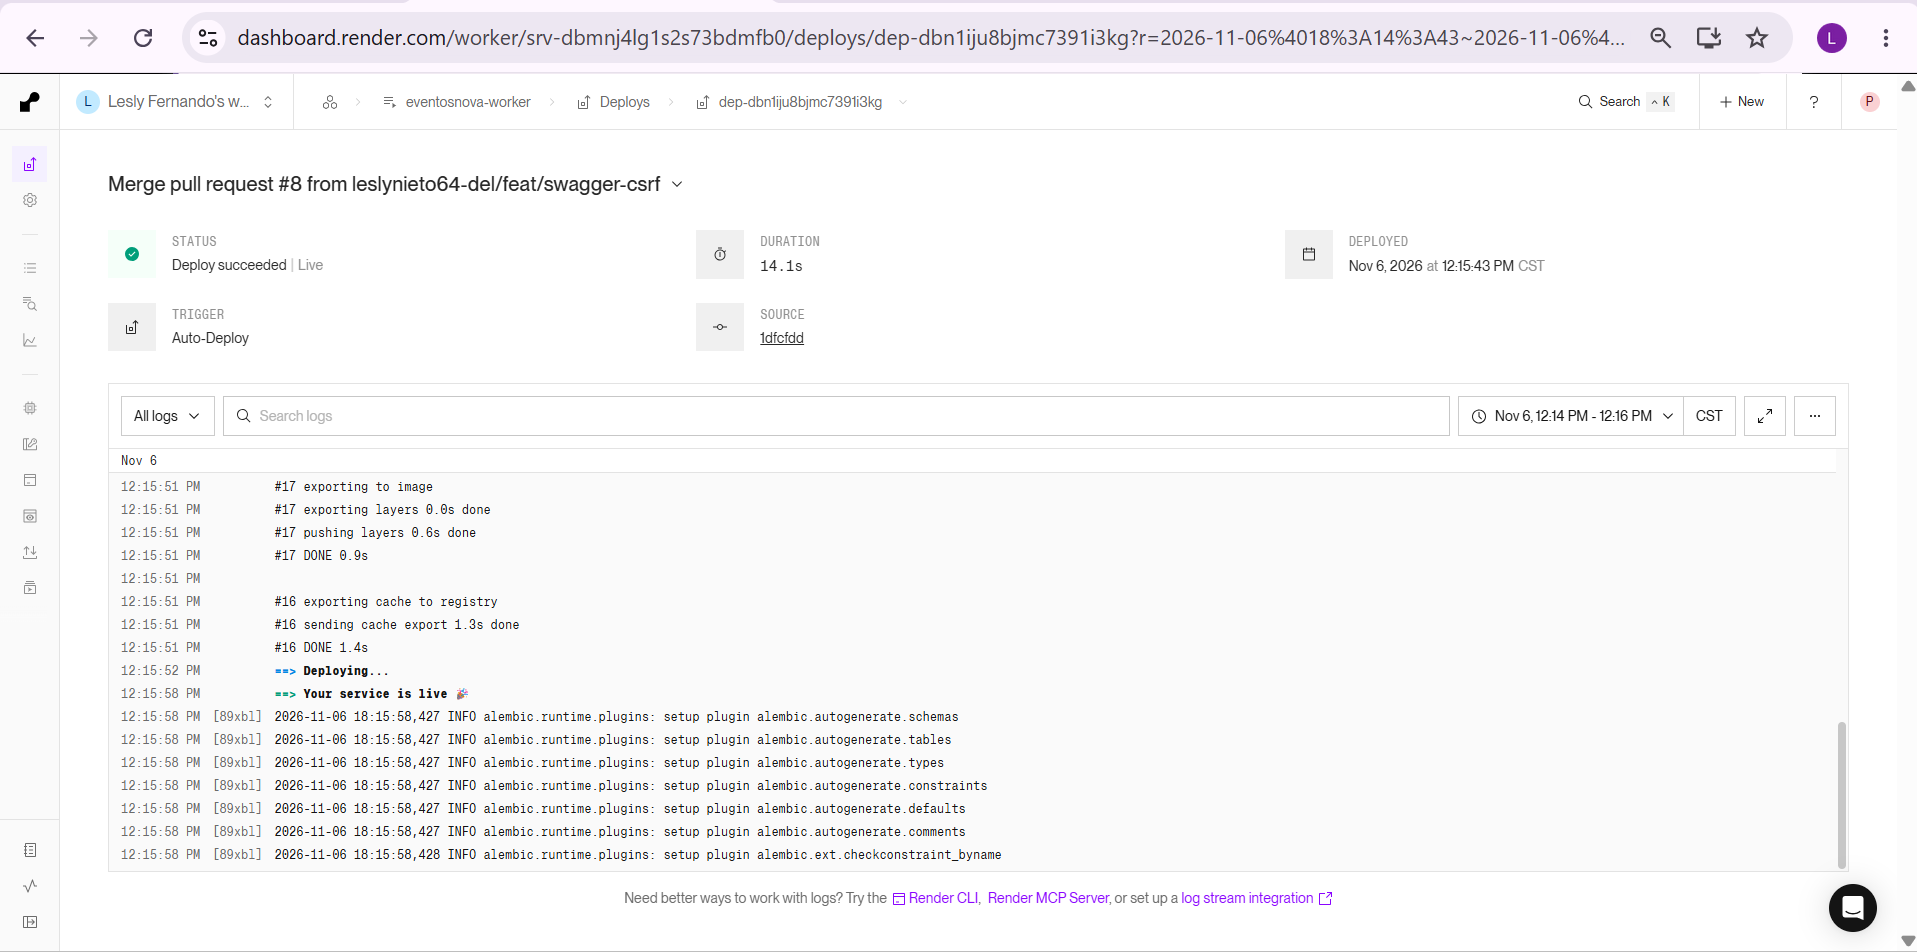 dashboard.render.com/worker/srv-dbmnj4lg1s2s73bdmfb0/deploys/dep-dbn1iju8bjmc7391i3kg?r=2026-11-06%4018%3A14%3A43~2026-11-06%4...
L
L Lesly Fernando's w... eventosnova-worker Deploys dep-dbn1iju8bjmc7391i3kg Search ^ K + New ? P
Merge pull request #8 from leslynieto64-del/feat/swagger-csrf
STATUS
Deploy succeeded | Live
DURATION
14.1s
DEPLOYED
Nov 6, 2026 at 12:15:43 PM CST
TRIGGER
Auto-Deploy
SOURCE
1dfcfdd
All logs Search logs Nov 6, 12:14 PM - 12:16 PM CST ...
Nov 6
12:15:51 PM #17 exporting to image
12:15:51 PM #17 exporting layers 0.0s done
12:15:51 PM #17 pushing layers 0.6s done
12:15:51 PM #17 DONE 0.9s
12:15:51 PM
12:15:51 PM #16 exporting cache to registry
12:15:51 PM #16 sending cache export 1.3s done
12:15:51 PM #16 DONE 1.4s
12:15:52 PM ==> Deploying...
12:15:58 PM ==> Your service is live 🎉
12:15:58 PM [89xbl] 2026-11-06 18:15:58,427 INFO alembic.runtime.plugins: setup plugin alembic.autogenerate.schemas
12:15:58 PM [89xbl] 2026-11-06 18:15:58,427 INFO alembic.runtime.plugins: setup plugin alembic.autogenerate.tables
12:15:58 PM [89xbl] 2026-11-06 18:15:58,427 INFO alembic.runtime.plugins: setup plugin alembic.autogenerate.types
12:15:58 PM [89xbl] 2026-11-06 18:15:58,427 INFO alembic.runtime.plugins: setup plugin alembic.autogenerate.constraints
12:15:58 PM [89xbl] 2026-11-06 18:15:58,427 INFO alembic.runtime.plugins: setup plugin alembic.autogenerate.defaults
12:15:58 PM [89xbl] 2026-11-06 18:15:58,427 INFO alembic.runtime.plugins: setup plugin alembic.autogenerate.comments
12:15:58 PM [89xbl] 2026-11-06 18:15:58,428 INFO alembic.runtime.plugins: setup plugin alembic.ext.checkconstraint_byname
Need better ways to work with logs? Try the Render CLI, Render MCP Server, or set up a log stream integration